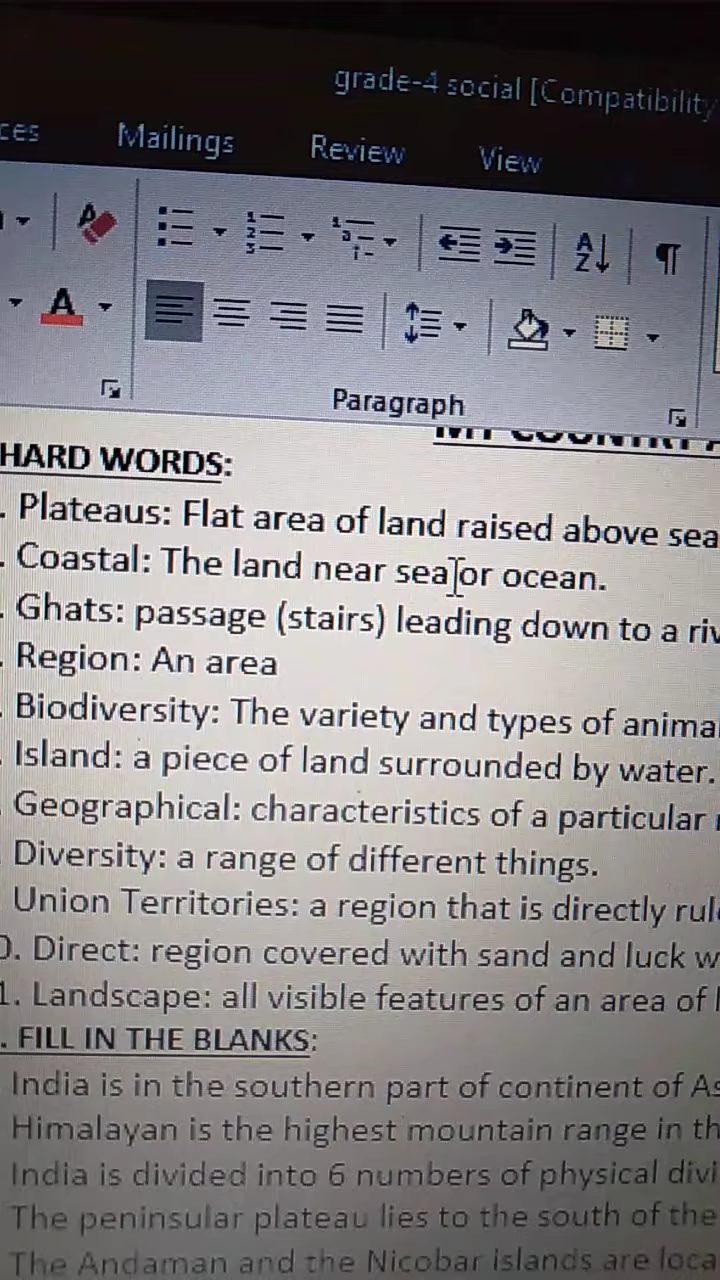 grade-4 social [Compatibility
ces Mailings Review View
Paragraph
MY COUNTRY
HARD WORDS:
. Plateaus: Flat area of land raised above sea
. Coastal: The land near sea or ocean.
. Ghats: passage (stairs) leading down to a riv
. Region: An area
. Biodiversity: The variety and types of anima
. Island: a piece of land surrounded by water.
. Geographical: characteristics of a particular
Diversity: a range of different things.
Union Territories: a region that is directly rul
0. Direct: region covered with sand and luck w
1. Landscape: all visible features of an area of l
. FILL IN THE BLANKS:
India is in the southern part of continent of As
Himalayan is the highest mountain range in th
India is divided into 6 numbers of physical divi
The peninsular plateau lies to the south of the
The Andaman and the Nicobar islands are loca